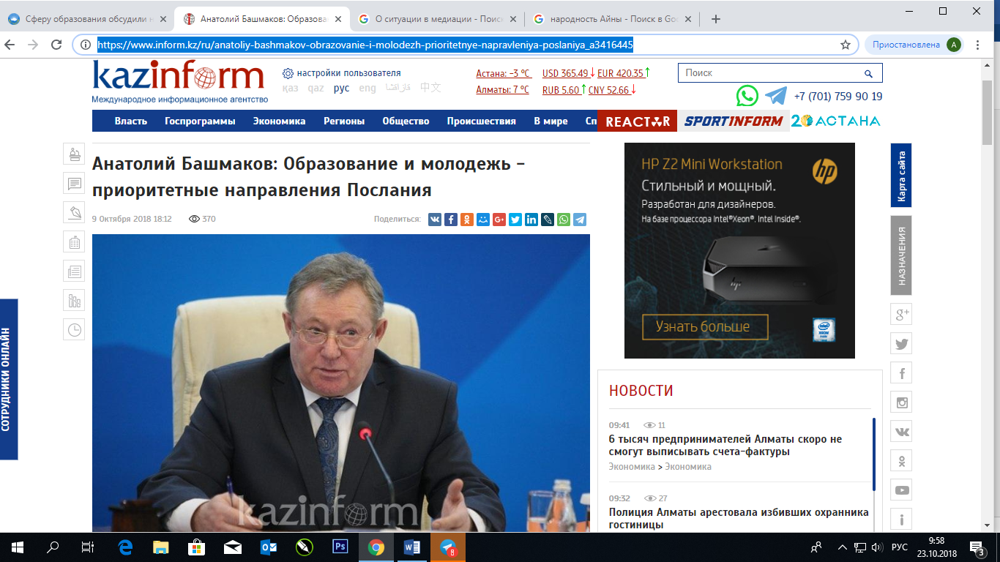 Сферу образования обсудили н
Анатолий Башмаков: Образова
О ситуации в медиации - Поис
народность Айны - Поиск в Goo
https://www.inform.kz/ru/anatoliy-bashmakov-obrazovanie-i-molodezh-prioritetnye-napravleniya-poslaniya_a3416445
Приостановлена
A
kazinform
Международное информационное агентство
настройки пользователя
қаз qaz рус eng قازاقشا 中文
Астана: -3 °C USD 365.49 EUR 420.35
Алматы: 7 °C RUB 5.60 CNY 52.66
Поиск
+7 (701) 759 90 19
Власть Госпрограммы Экономика Регионы Общество Происшествия В мире Сп
REACTOR
SPORTINFORM
20 АСТАНА
Анатолий Башмаков: Образование и молодежь –
приоритетные направления Послания
9 Октября 2018 18:12 370
Поделиться:
kazinform
СОТРУДНИКИ ОНЛАЙН
HP Z2 Mini Workstation
hp
Стильный и мощный.
Разработан для дизайнеров.
На базе процессора Intel®Xeon®. Intel Inside®.
Узнать больше
Карта сайта
НАЗНАЧЕНИЯ
НОВОСТИ
09:41 11
6 тысяч предпринимателей Алматы скоро не
смогут выписывать счета-фактуры
Экономика > Экономика
09:32 27
Полиция Алматы арестовала избивших охранника
гостиницы
8
РУС
9:58
23.10.2018
3